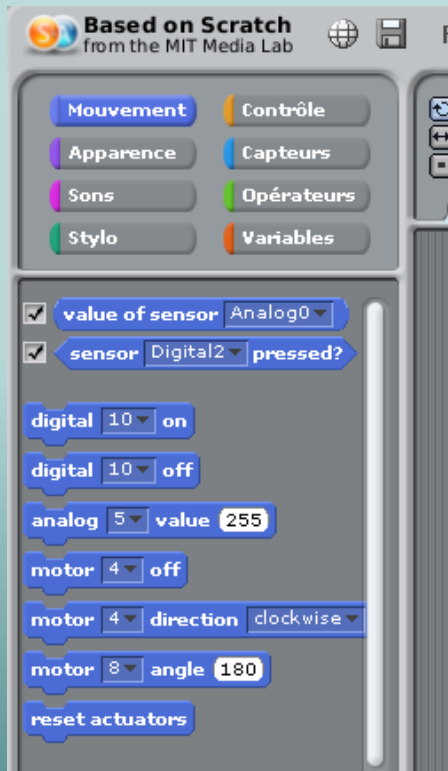 Based on Scratch
from the MIT Media Lab
Mouvement Contrôle
Apparence Capteurs
Sons Opérateurs
Stylo Variables
value of sensor Analog0
sensor Digital2 pressed?
digital 10 on
digital 10 off
analog 5 value 255
motor 4 off
motor 4 direction clockwise
motor 8 angle 180
reset actuators